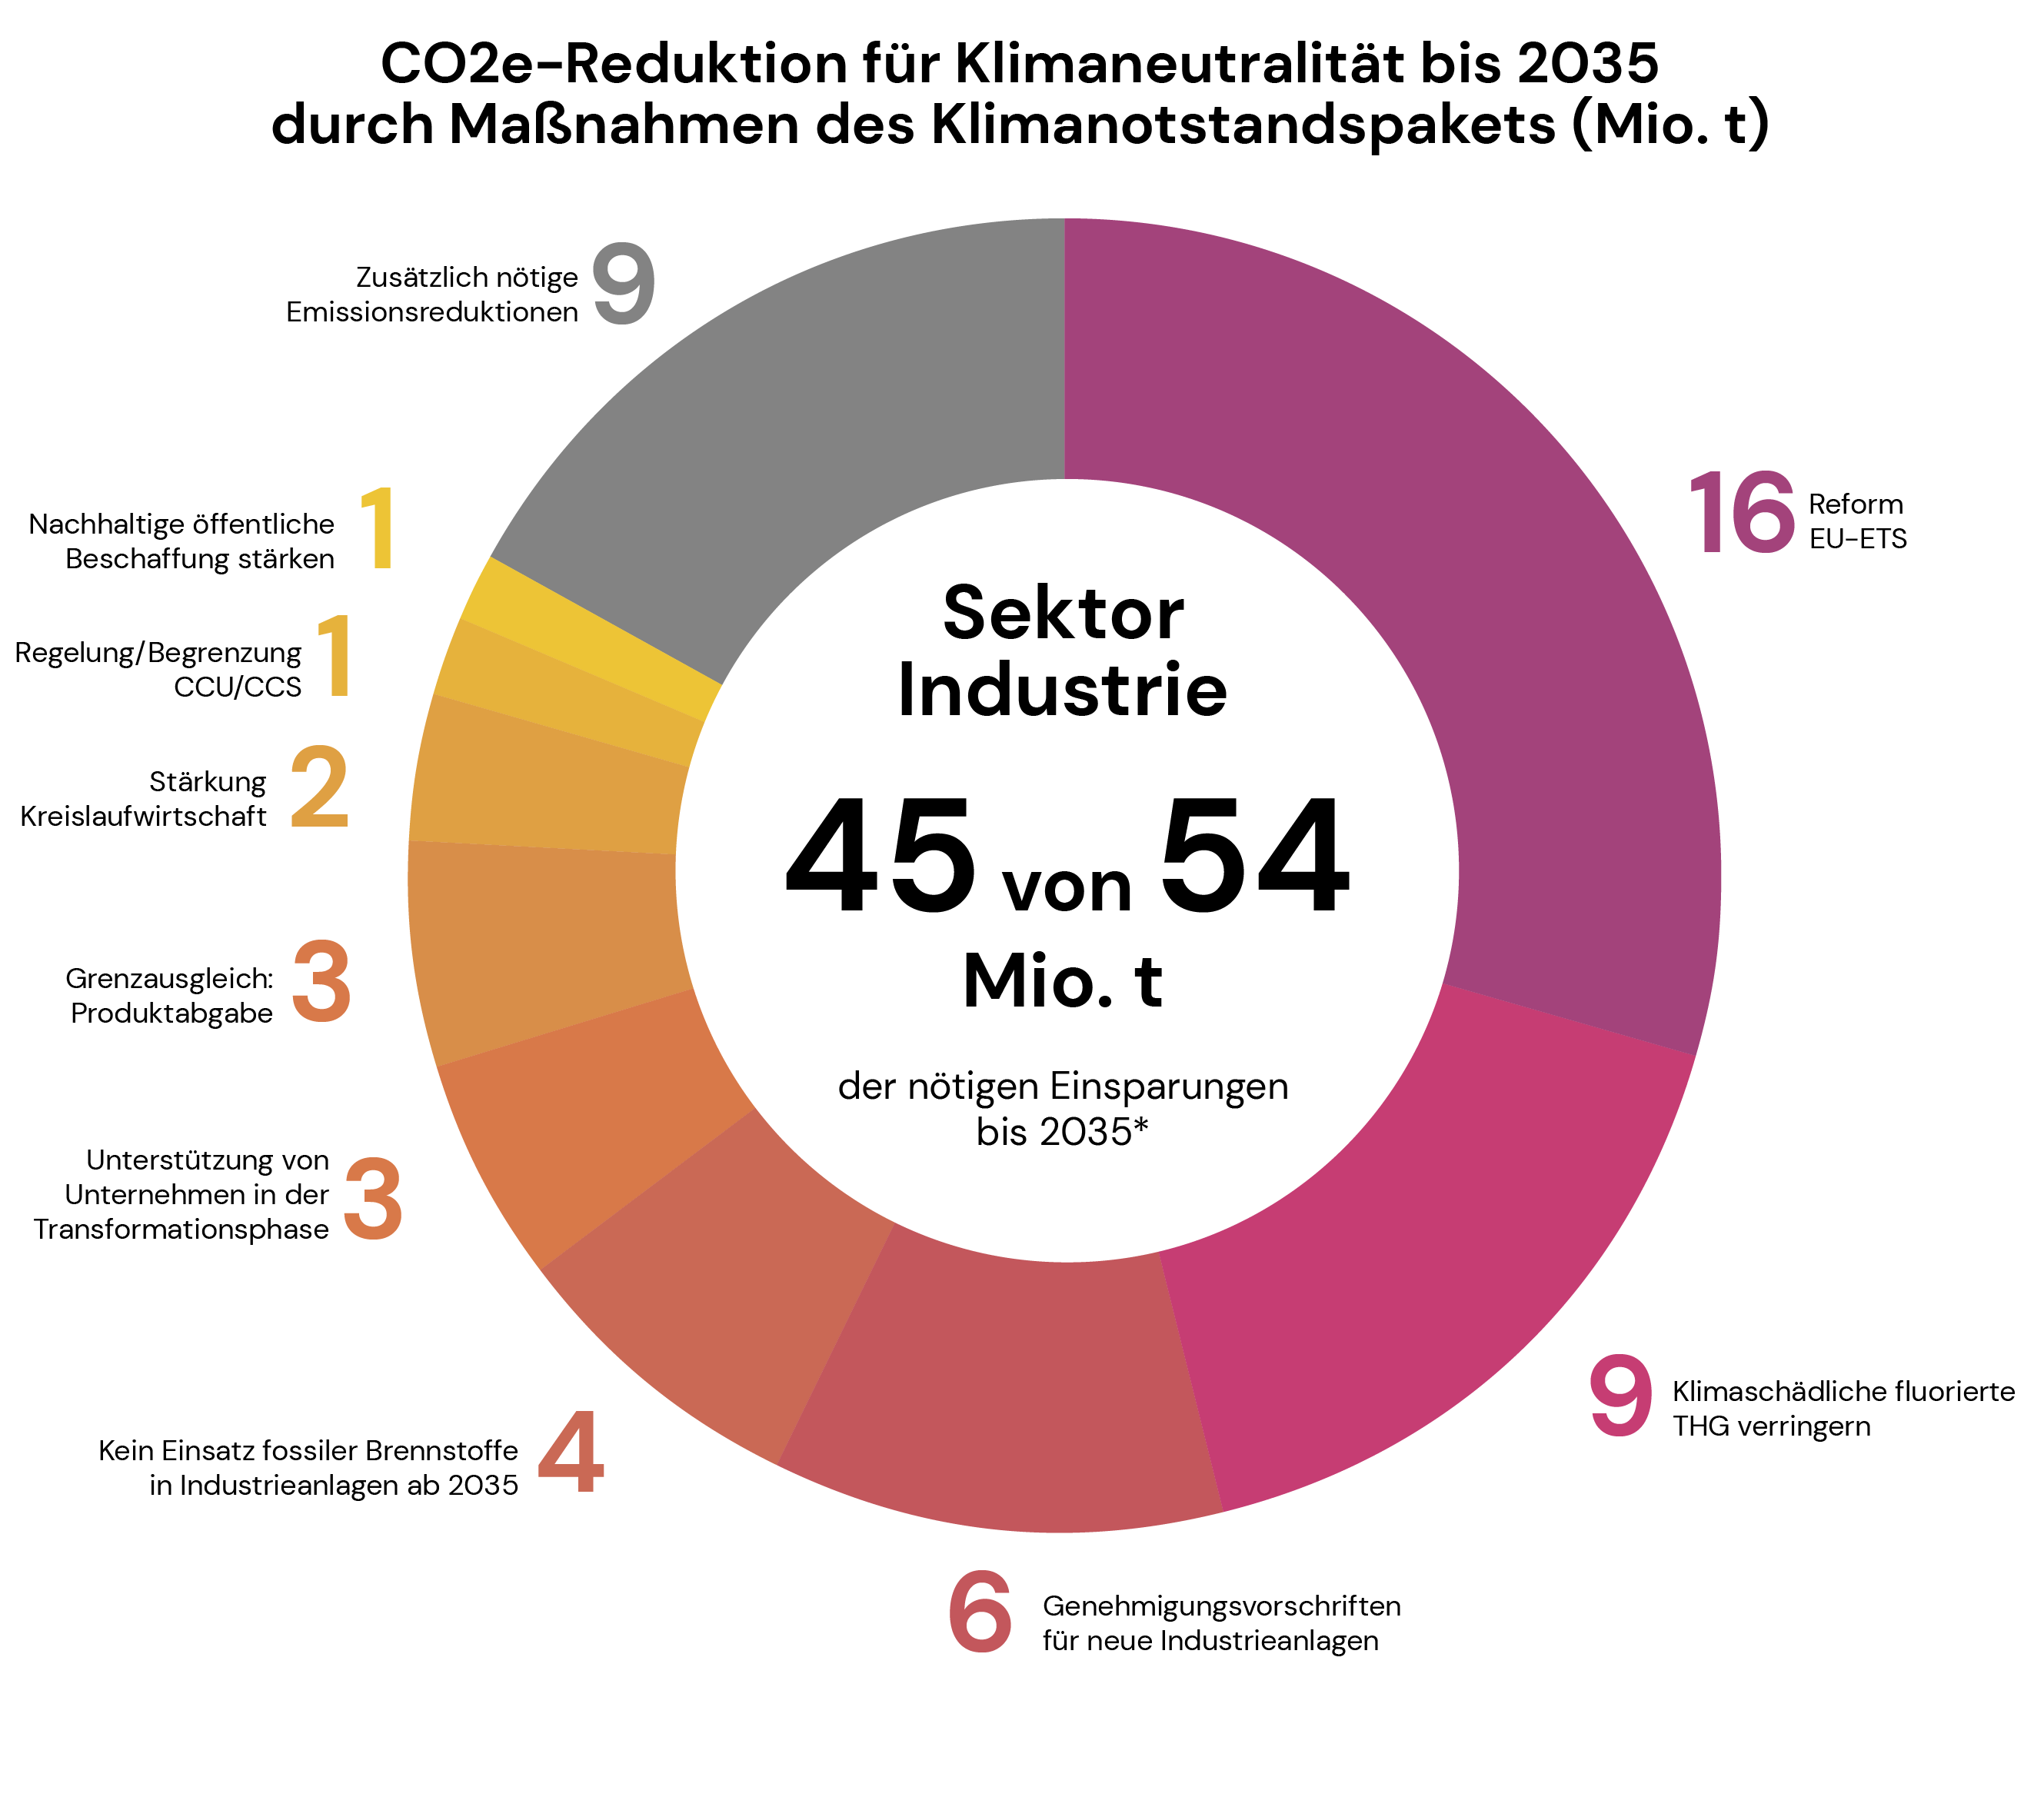 CO2e-Reduktion für Klimaneutralität bis 2035
durch Maßnahmen des Klimanotstandspakets (Mio. t)
Zusätzlich nötige
Emissionsreduktionen
9
16
Reform
EU-ETS
Nachhaltige öffentliche
Beschaffung stärken
1
Regelung/Begrenzung
CCU/CCS
1
Stärkung
Kreislaufwirtschaft
2
Grenzausgleich:
Produktabgabe
3
Unterstützung von
Unternehmen in der
Transformationsphase
3
Kein Einsatz fossiler Brennstoffe
in Industrieanlagen ab 2035
4
6
Genehmigungsvorschriften
für neue Industrieanlagen
9
Klimaschädliche fluorierte
THG verringern
Sektor
Industrie
45 von 54
Mio. t
der nötigen Einsparungen
bis 2035*